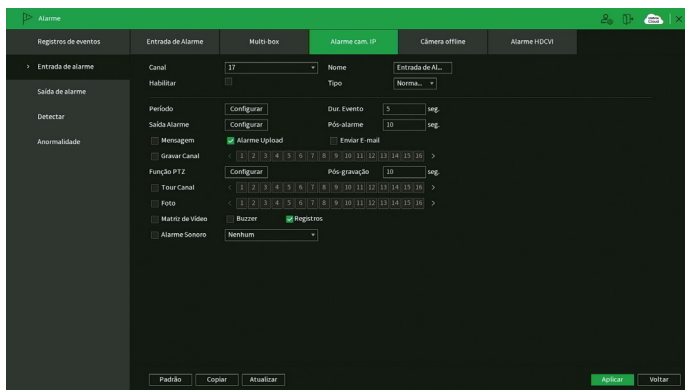 Alarme
Registros de eventos Entrada de Alarme Multi-box Alarme cam. IP Câmera offline Alarme HDCVI
Entrada de alarme
Saída de alarme
Detectar
Anormalidade
Canal 17 Nome Entrada de Al...
Habilitar Tipo Norma...
Período Configurar Dur. Evento 5 seg.
Saída Alarme Configurar Pós-alarme 10 seg.
Mensagem Alarme Upload Enviar E-mail
Gravar Canal < 1 2 3 4 5 6 7 8 9 10 11 12 13 14 15 16 >
Função PTZ Configurar Pós-gravação 10 seg.
Tour Canal < 1 2 3 4 5 6 7 8 9 10 11 12 13 14 15 16 >
Foto < 1 2 3 4 5 6 7 8 9 10 11 12 13 14 15 16 >
Matriz de Vídeo Buzzer Registros
Alarme Sonoro Nenhum
Padrão Copiar Atualizar Aplicar Voltar